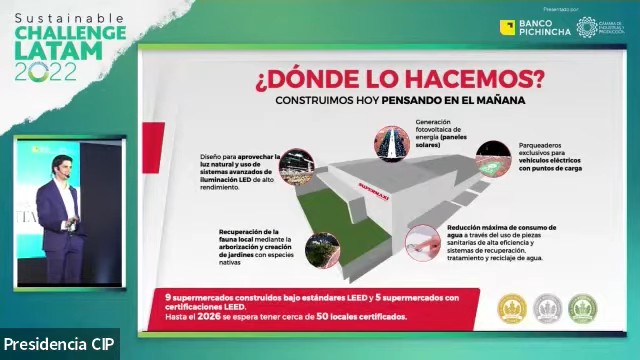 Sustainable
CHALLENGE
LATAM
2022
Presentado por:
BANCO
PICHINCHA
CÁMARA DE
INDUSTRIAS Y
PRODUCCIÓN
¿DÓNDE LO HACEMOS?
CONSTRUIMOS HOY PENSANDO EN EL MAÑANA
Generación
fotovoltaica de
energía (paneles
solares)
Diseño para aprovechar la
luz natural y uso de
sistemas avanzados de
iluminación LED de alto
rendimiento.
Parqueaderos
exclusivos para
vehículos eléctricos
con puntos de carga
SUPERMAXI
Recuperación de la
fauna local mediante la
arborización y creación
de jardines con especies
nativas
Reducción máxima de consumo de
agua a través del uso de piezas
sanitarias de alta eficiencia y
sistemas de recuperación,
tratamiento y reciclaje de agua.
9 supermercados construidos bajo estándares LEED y 5 supermercados con
certificaciones LEED.
Hasta el 2026 se espera tener cerca de 50 locales certificados.
Presidencia CIP